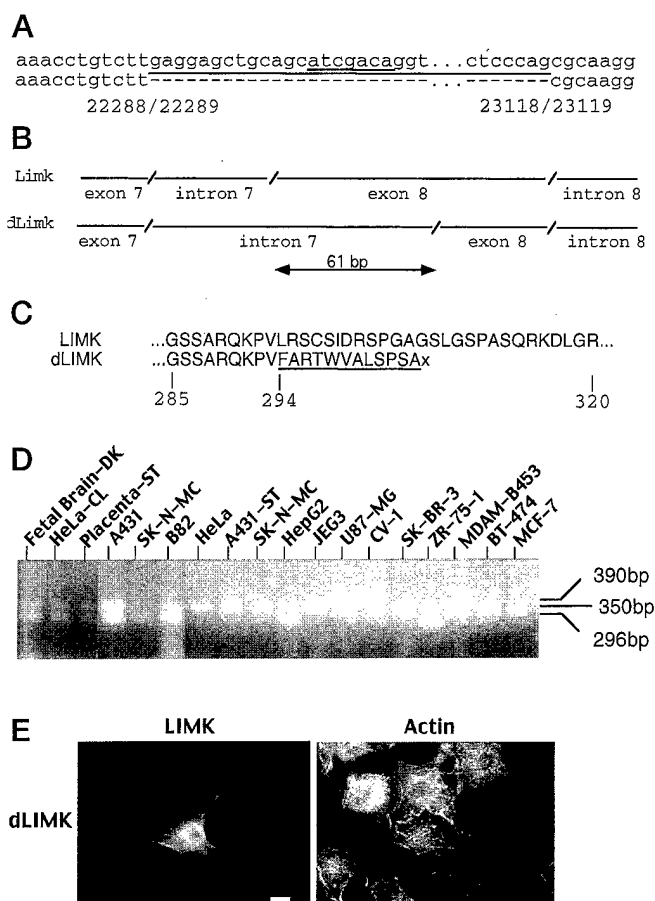 A
aaacctgtcttgaggagctgcagcatcgacaggt...ctcccagcgcaagg
aaacctgtctt-----------------------...-------cgcaagg
22288/22289 23118/23119
B
Limk
exon 7 intron 7 exon 8 intron 8
dLimk
exon 7 intron 7 exon 8 intron 8
61 bp
C
LIMK ...GSSARQKPVLRSCSIDRSPGAGSLGSPASQRKDLGR...
dLIMK ...GSSARQKPVFARTWVALSPSAx
285 294 320
D
Fetal Brain-DK
HeLa-CL
Placenta-ST
A431
SK-N-MC
B82
HeLa
A431-ST
SK-N-MC
HepG2
JEG3
U87-MG
CV-1
SK-BR-3
ZR-75-1
MDAM-B453
BT-474
MCF-7
390bp
350bp
296bp
E
LIMK Actin
dLIMK